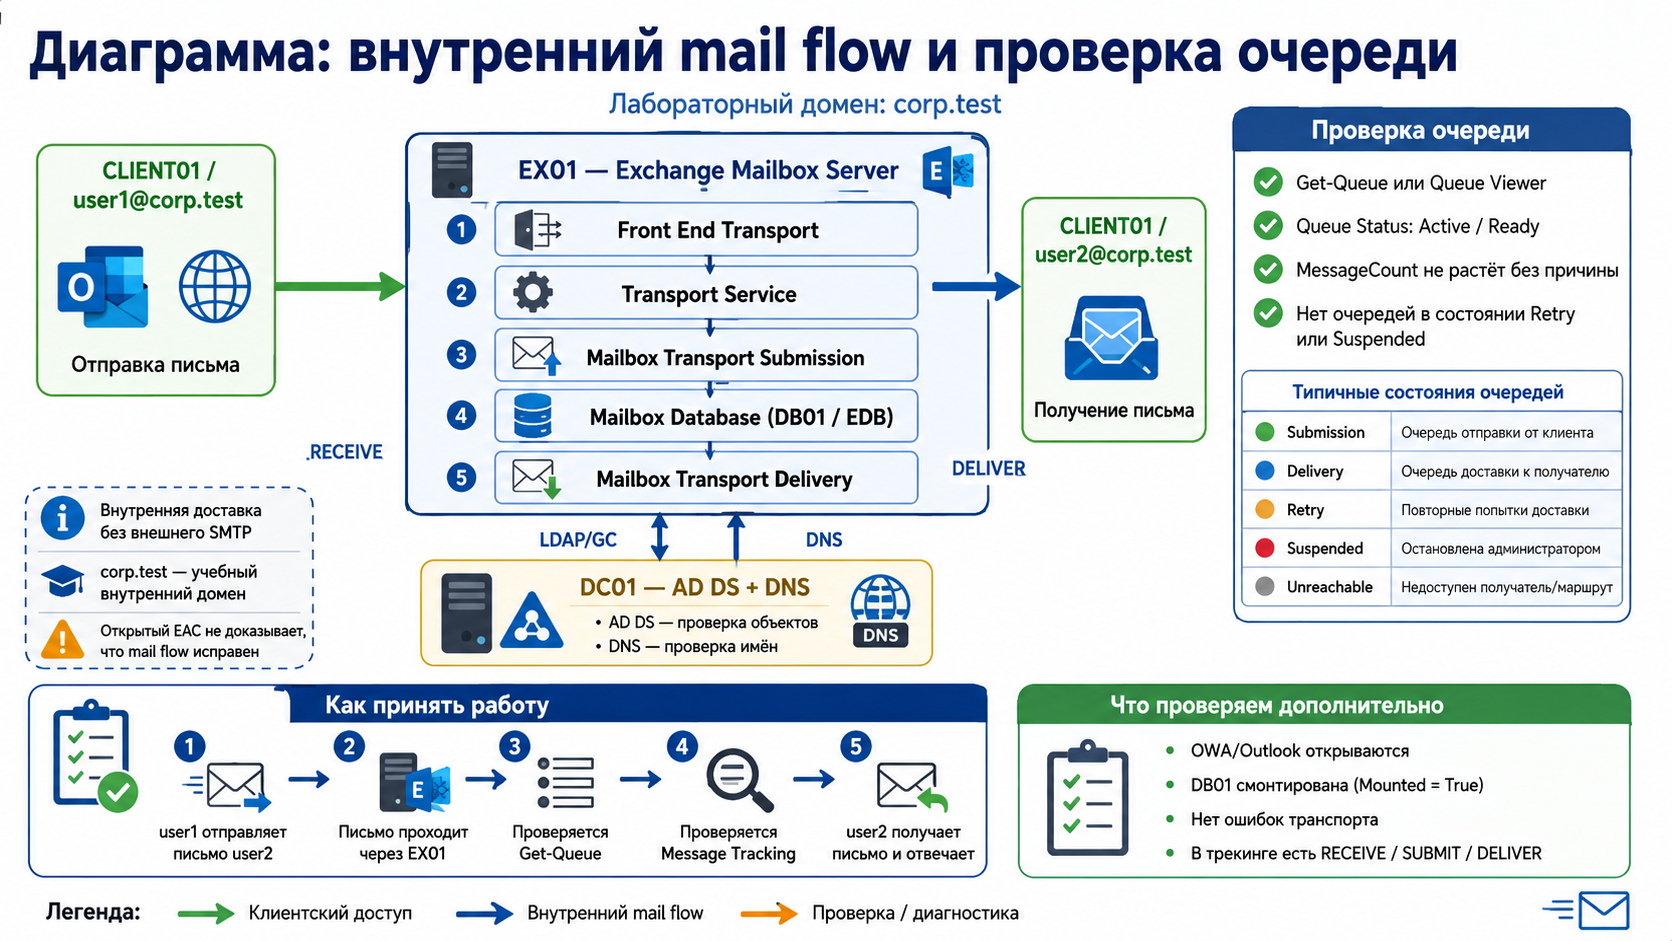 Диаграмма: внутренний mail flow и проверка очереди
Лабораторный домен: corp.test
CLIENT01 /
user1@corp.test
O
Отправка письма
EX01 — Exchange Mailbox Server
E
1
Front End Transport
2
Transport Service
3
Mailbox Transport Submission
4
Mailbox Database (DB01 / EDB)
5
Mailbox Transport Delivery
CLIENT01 /
user2@corp.test
Получение письма
RECEIVE
DELIVER
LDAP/GC
DNS
DC01 — AD DS + DNS
• AD DS — проверка объектов
• DNS — проверка имён
DNS
i
Внутренняя доставка
без внешнего SMTP
corp.test — учебный
внутренний домен
!
Открытый EAC не доказывает,
что mail flow исправен
Проверка очереди
Get-Queue или Queue Viewer
Queue Status: Active / Ready
MessageCount не растёт без причины
Нет очередей в состоянии Retry
или Suspended
Типичные состояния очередей
Submission Очередь отправки от клиента
Delivery Очередь доставки к получателю
Retry Повторные попытки доставки
Suspended Остановлена администратором
Unreachable Недоступен получатель/маршрут
Как принять работу
1
user1 отправляет
письмо user2
2
E
Письмо проходит
через EX01
3
Проверяется
Get-Queue
4
Проверяется
Message Tracking
5
user2 получает
письмо и отвечает
Что проверяем дополнительно
• OWA/Outlook открываются
• DB01 смонтирована (Mounted = True)
• Нет ошибок транспорта
• В трекинге есть RECEIVE / SUBMIT / DELIVER
Легенда:
Клиентский доступ
Внутренний mail flow
Проверка / диагностика